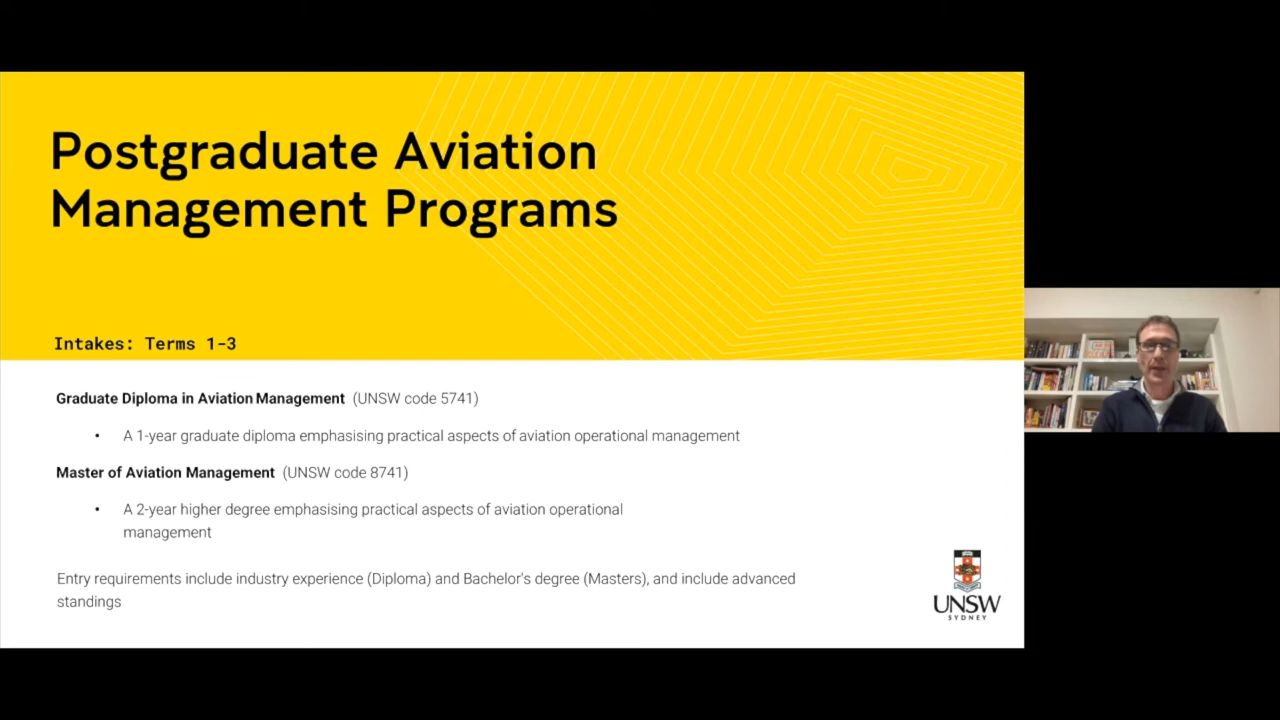 Postgraduate Aviation
Management Programs
Intakes: Terms 1-3
Graduate Diploma in Aviation Management (UNSW code 5741)
• A 1-year graduate diploma emphasising practical aspects of aviation operational management
Master of Aviation Management (UNSW code 8741)
• A 2-year higher degree emphasising practical aspects of aviation operational
management
Entry requirements include industry experience (Diploma) and Bachelor's degree (Masters), and include advanced
standings
UNSW
SYDNEY